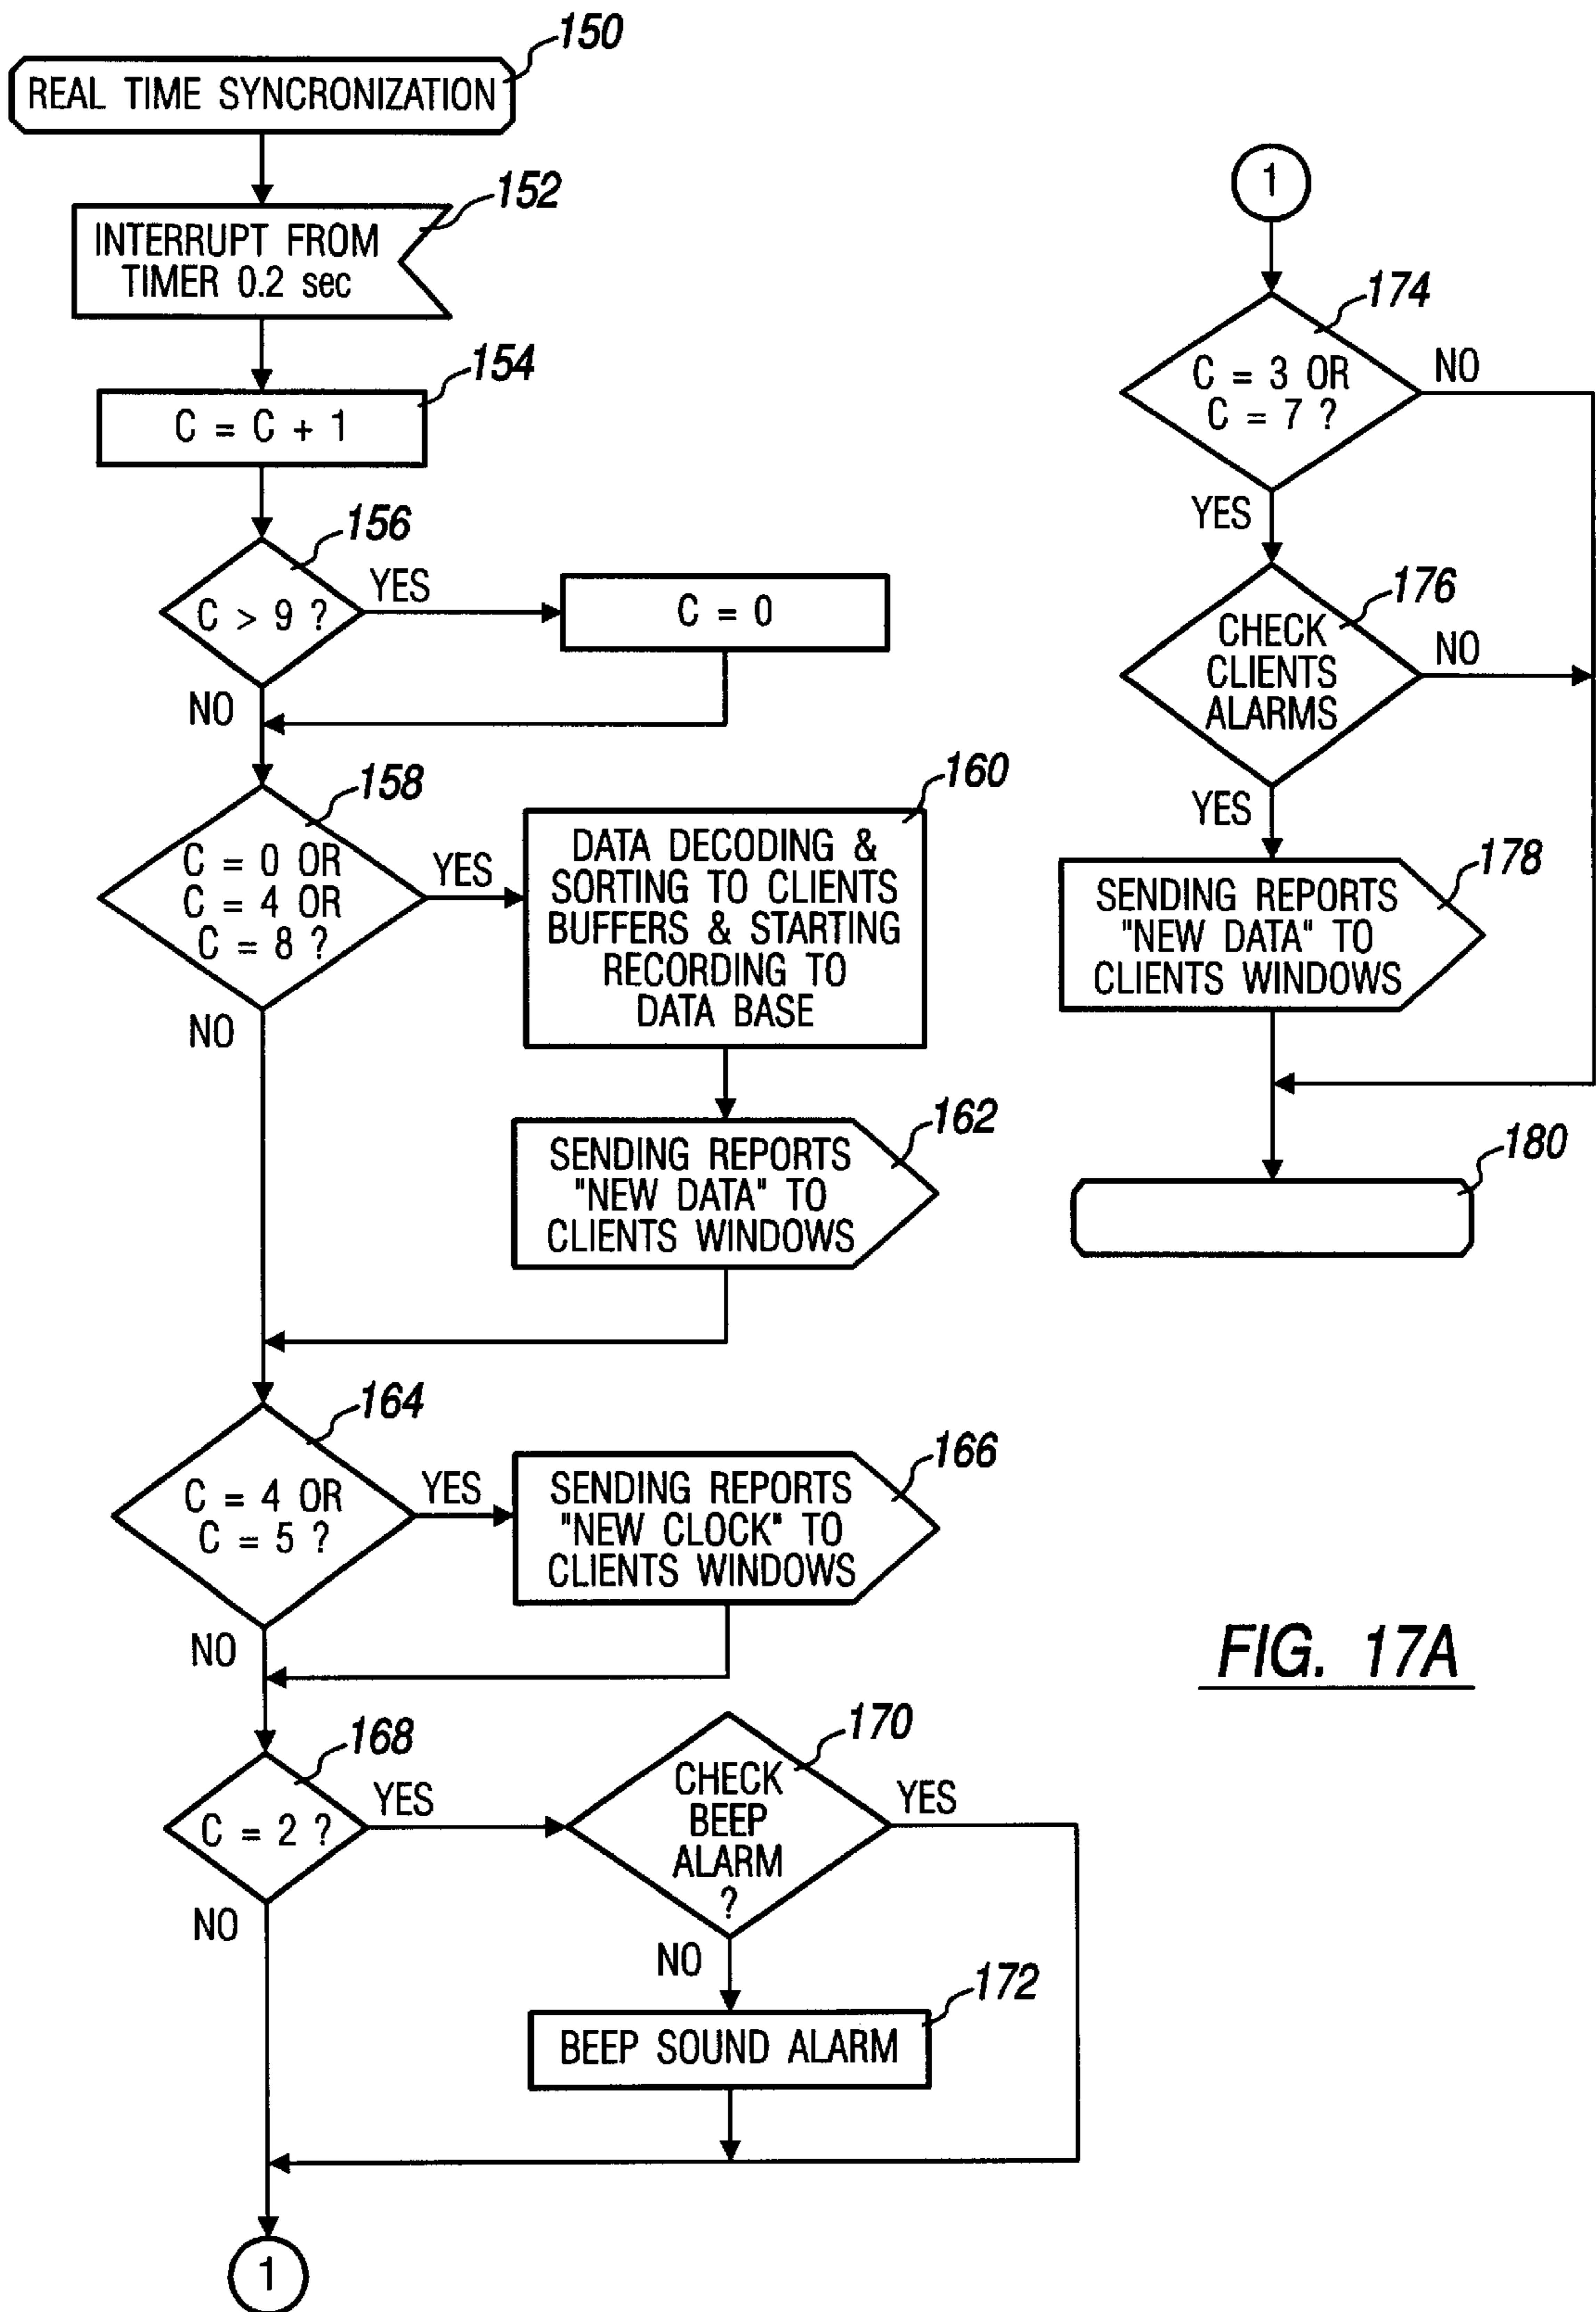 150
REAL TIME SYNCRONIZATION
152
INTERRUPT FROM
TIMER 0.2 sec
154
C = C + 1
156
C > 9 ?
YES
C = 0
NO
158
C = 0 OR
C = 4 OR
C = 8 ?
YES
NO
160
DATA DECODING &
SORTING TO CLIENTS
BUFFERS & STARTING
RECORDING TO
DATA BASE
162
SENDING REPORTS
"NEW DATA" TO
CLIENTS WINDOWS
164
C = 4 OR
C = 5 ?
YES
NO
166
SENDING REPORTS
"NEW CLOCK" TO
CLIENTS WINDOWS
168
C = 2 ?
YES
NO
170
CHECK
BEEP
ALARM
?
YES
NO
172
BEEP SOUND ALARM
1
1
174
C = 3 OR
C = 7 ?
NO
YES
176
CHECK
CLIENTS
ALARMS
NO
YES
178
SENDING REPORTS
"NEW DATA" TO
CLIENTS WINDOWS
180
FIG. 17A